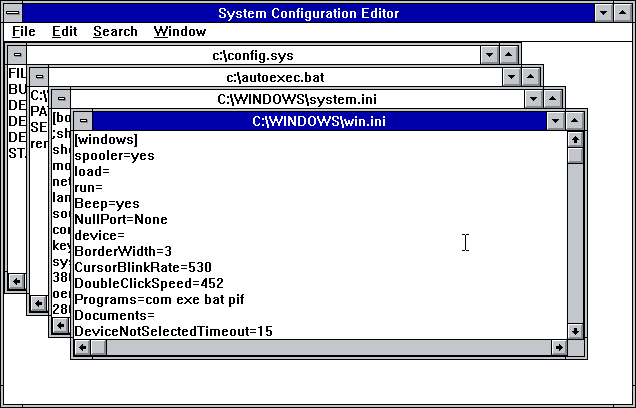 System Configuration Editor
File Edit Search Window
c:\config.sys
FIL
BU
DE
DE
DE
ST
c:\autoexec.bat
C:\
PA
SE
rer
C:\WINDOWS\system.ini
[bo
;sh
she
mo
net
lan
sou
cor
key
sys
386
oer
286
C:\WINDOWS\win.ini
[windows]
spooler=yes
load=
run=
Beep=yes
NullPort=None
device=
BorderWidth=3
CursorBlinkRate=530
DoubleClickSpeed=452
Programs=com exe bat pif
Documents=
DeviceNotSelectedTimeout=15